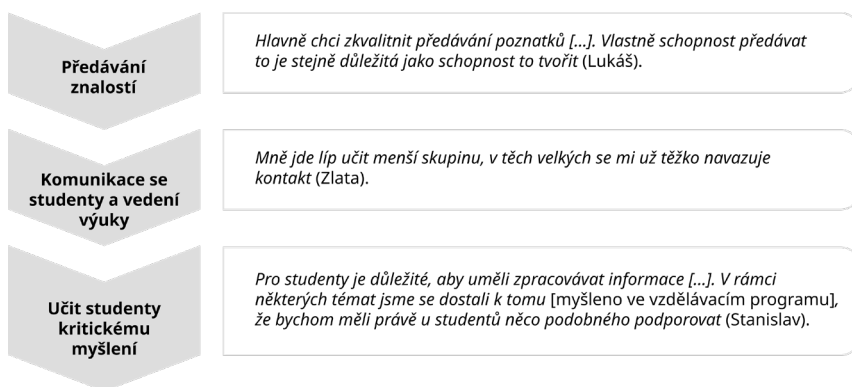 Předávání
znalostí
Hlavně chci zkvalitnit předávání poznatků [...]. Vlastně schopnost předávat
to je stejně důležitá jako schopnost to tvořit (Lukáš).
Komunikace se
studenty a vedení
výuky
Mně jde líp učit menší skupinu, v těch velkých se mi už těžko navazuje
kontakt (Zlata).
Učit studenty
kritickému
myšlení
Pro studenty je důležité, aby uměli zpracovávat informace [...]. V rámci
některých témat jsme se dostali k tomu [myšleno ve vzdělávacím programu],
že bychom měli právě u studentů něco podobného podporovat (Stanislav).